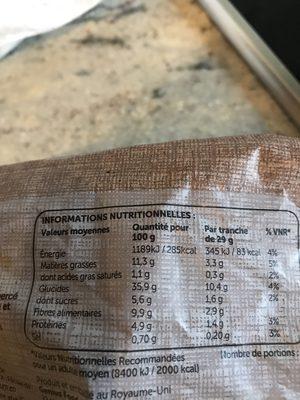 INFORMATIONS NUTRITIONNELLES :
Valeurs moyennes Quantité pour 100 g Par tranche de 29 g % VNR*
Énergie 1189kJ / 285kcal 345 kJ / 83 kcal 4%
Matières grasses 11,3 g 3,3 g 5%
dont acides gras saturés 1,1 g 0,3 g 2%
Glucides 35,9 g 10,4 g 4%
dont sucres 5,6 g 1,6 g 2%
Fibres alimentaires 9,9 g 2,9 g
Protéines 4,9 g 1,4 g 3%
Sel 0,70 g 0,20 g 3%
*Valeurs Nutritionnelles Recommandées
pour un adulte moyen (8400 kJ / 2000 kcal)
Nombre de portions :
Produit et au Royaume-Uni